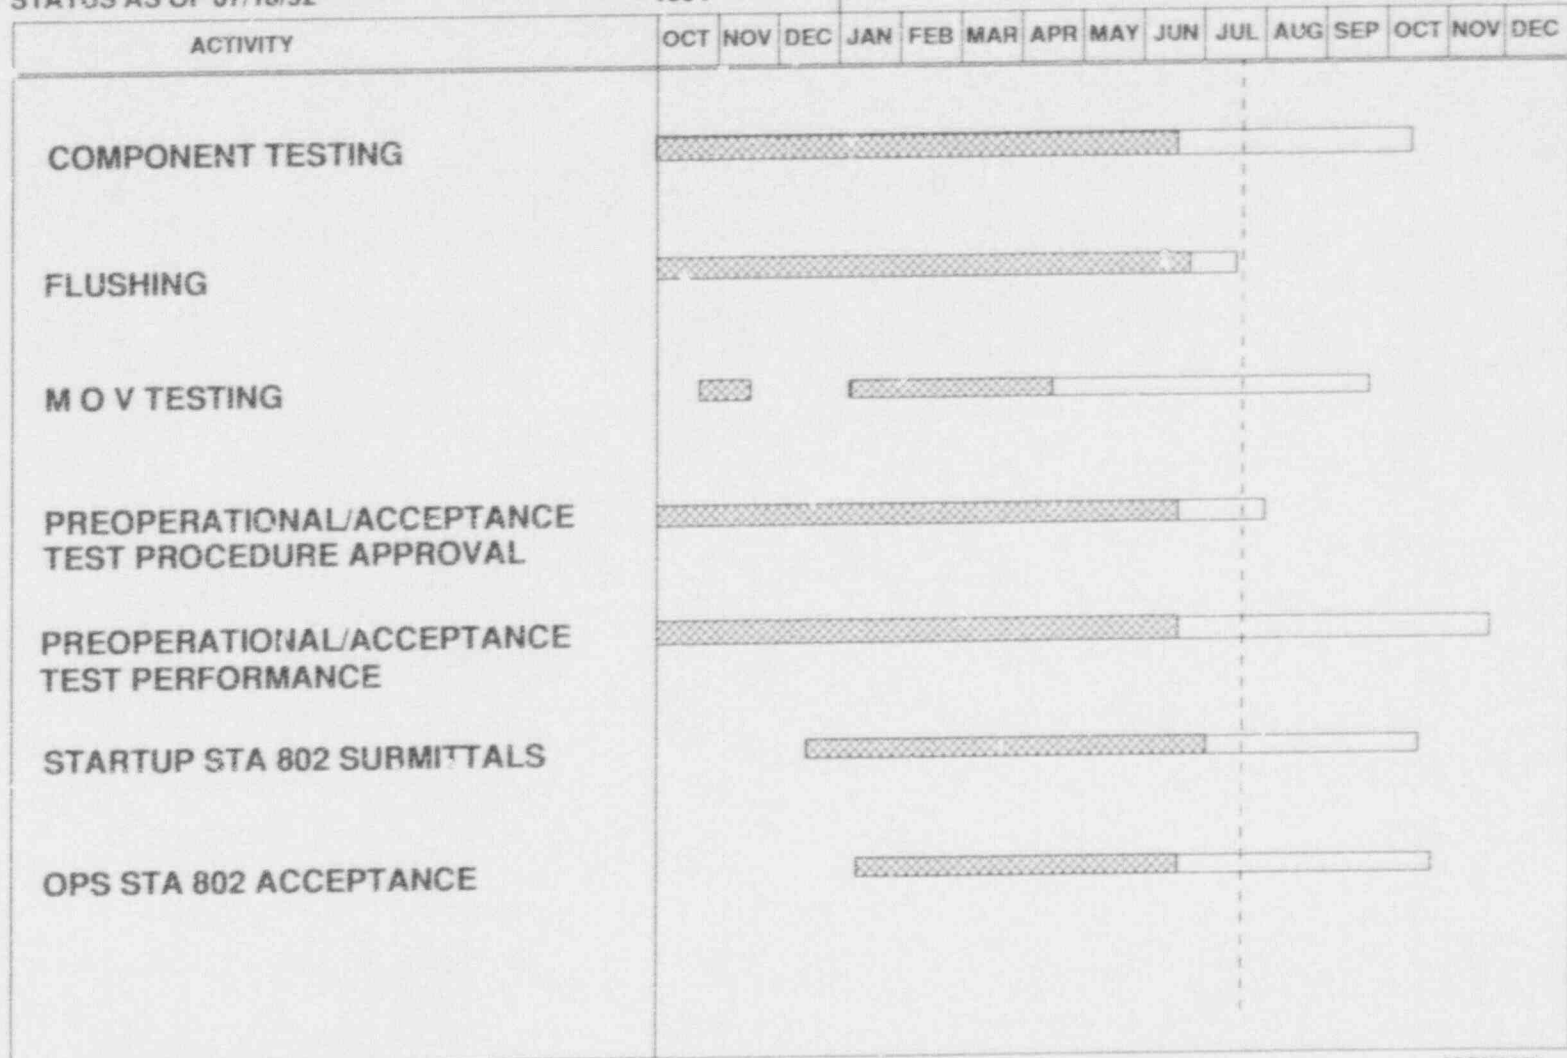 ACTIVITY
OCT NOV DEC JAN FEB MAR APR MAY JUN JUL AUG SEP OCT NOV DEC
COMPONENT TESTING
FLUSHING
M O V TESTING
PREOPERATIONAL/ACCEPTANCE
TEST PROCEDURE APPROVAL
PREOPERATIONAL/ACCEPTANCE
TEST PERFORMANCE
STARTUP STA 802 SUBMITTALS
OPS STA 802 ACCEPTANCE